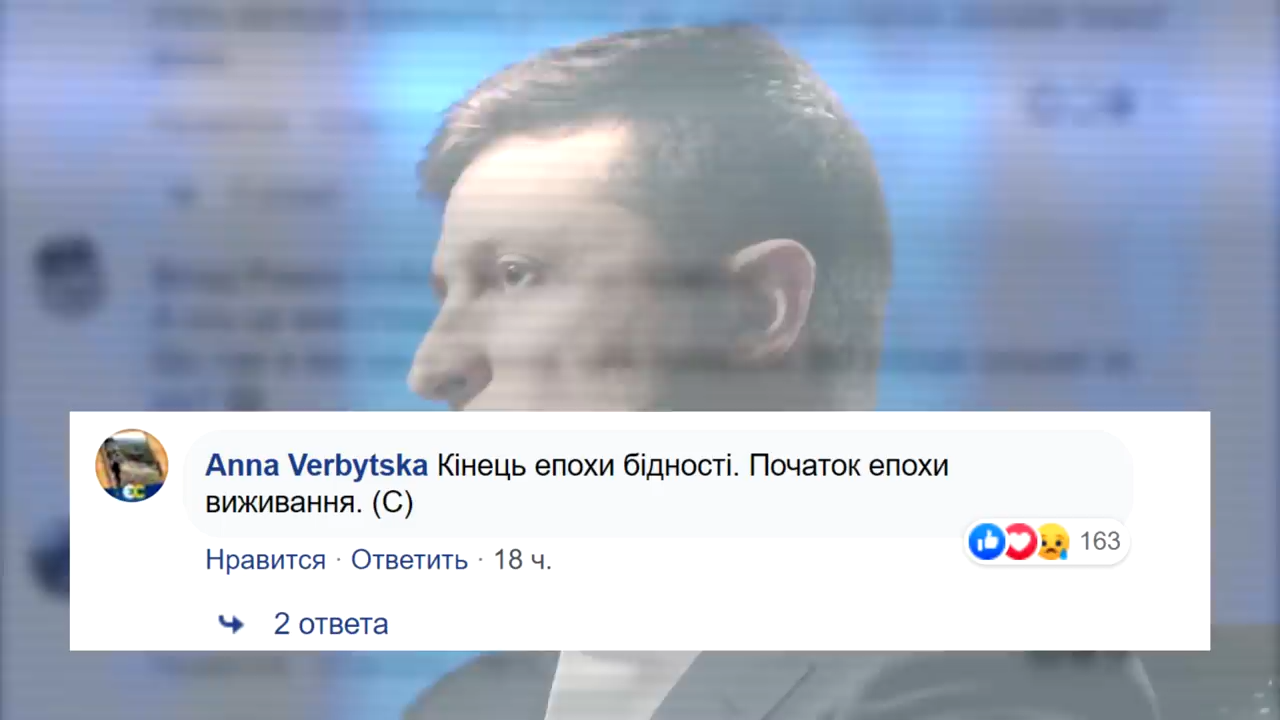 Anna Verbytska Кінець епохи бідності. Початок епохи
виживання. (С)
Нравится · Ответить · 18 ч.
163
2 ответа